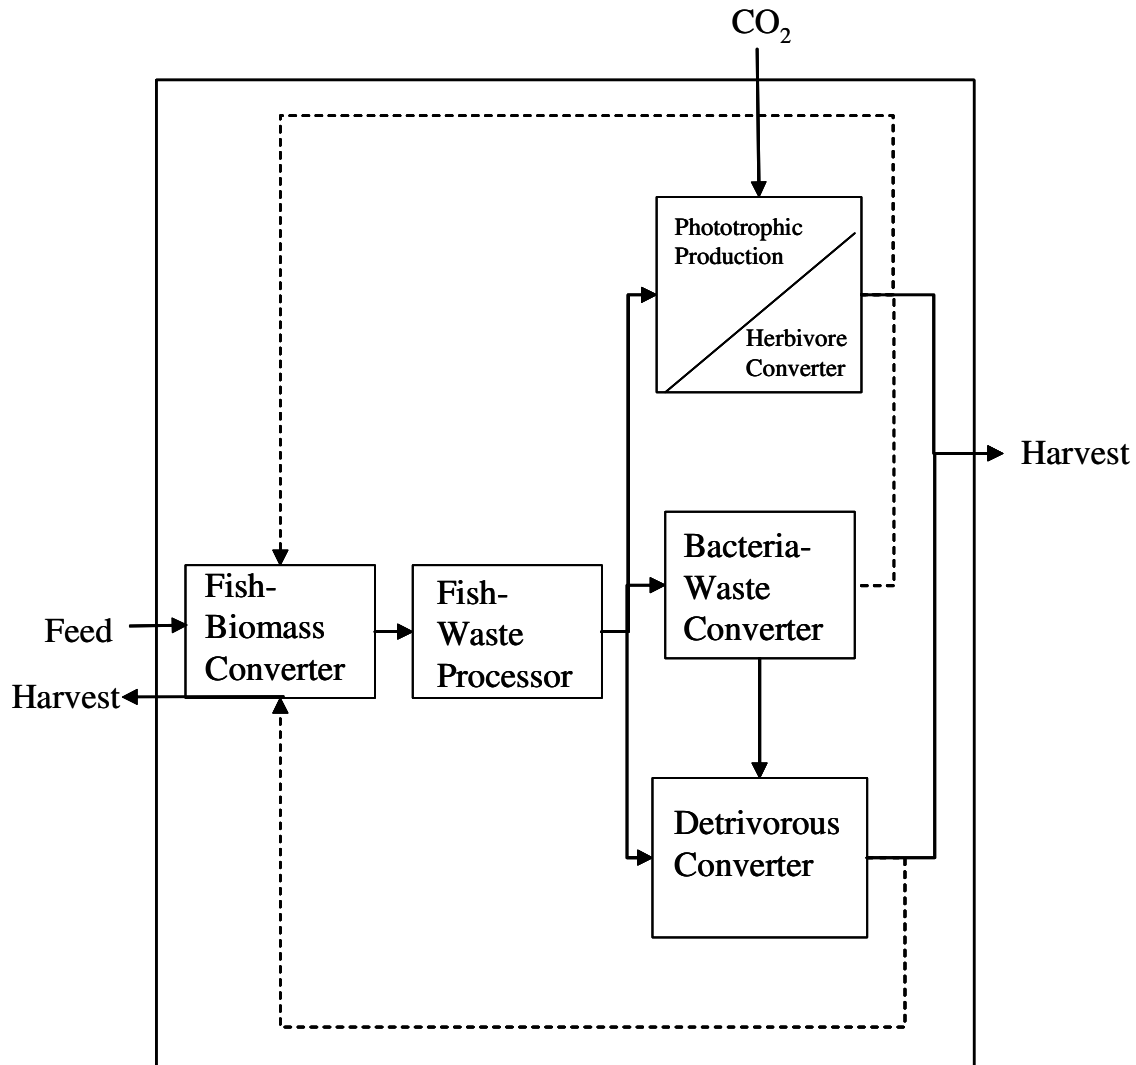 CO2
Phototrophic
Production
Herbivore
Converter
Harvest
Bacteria-
Waste
Converter
Fish-
Biomass
Converter
Fish-
Waste
Processor
Feed
Harvest
Detrivorous
Converter